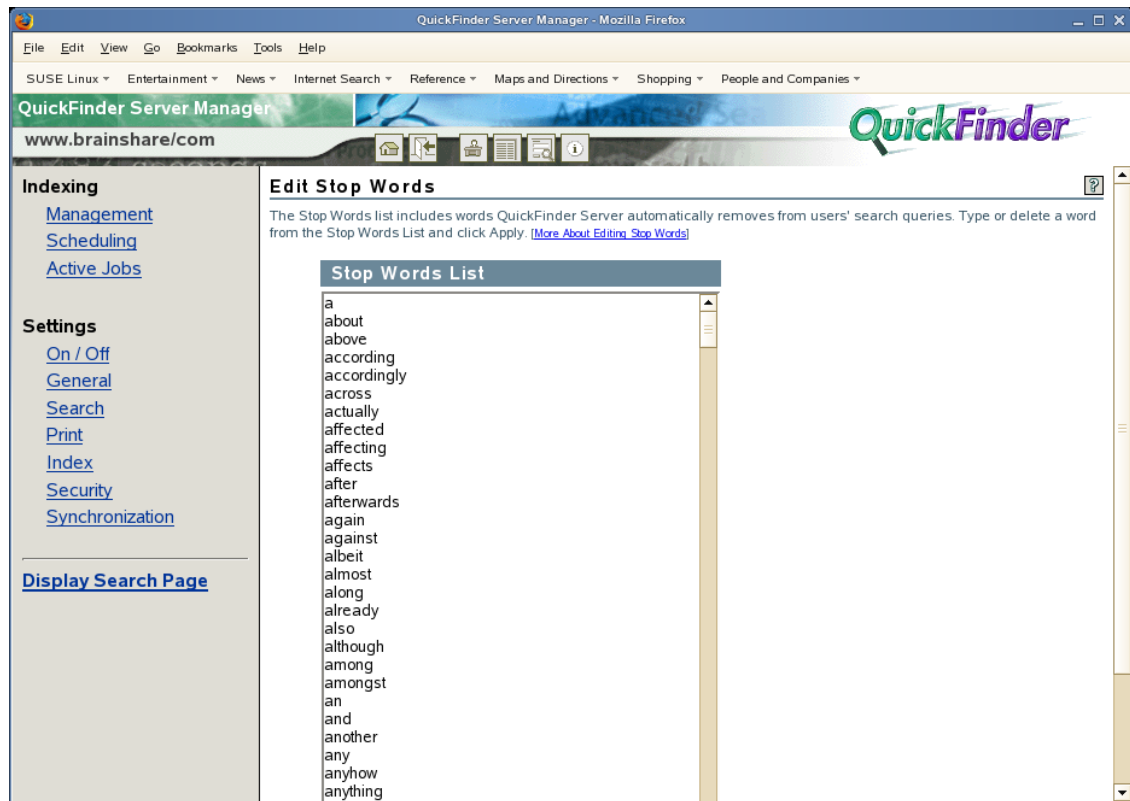 QuickFinder Server Manager - Mozilla Firefox
File Edit View Go Bookmarks Tools Help
SUSE Linux Entertainment News Internet Search Reference Maps and Directions Shopping People and Companies
QuickFinder Server Manager
Advanced Sea
QuickFinder
www.brainshare/com
Indexing
Management
Scheduling
Active Jobs
Settings
On / Off
General
Search
Print
Index
Security
Synchronization
Display Search Page
Edit Stop Words
The Stop Words list includes words QuickFinder Server automatically removes from users' search queries. Type or delete a word
from the Stop Words List and click Apply. [More About Editing Stop Words]
Stop Words List
a
about
above
according
accordingly
across
actually
affected
affecting
affects
after
afterwards
again
against
albeit
almost
along
already
also
although
among
amongst
an
and
another
any
anyhow
anything